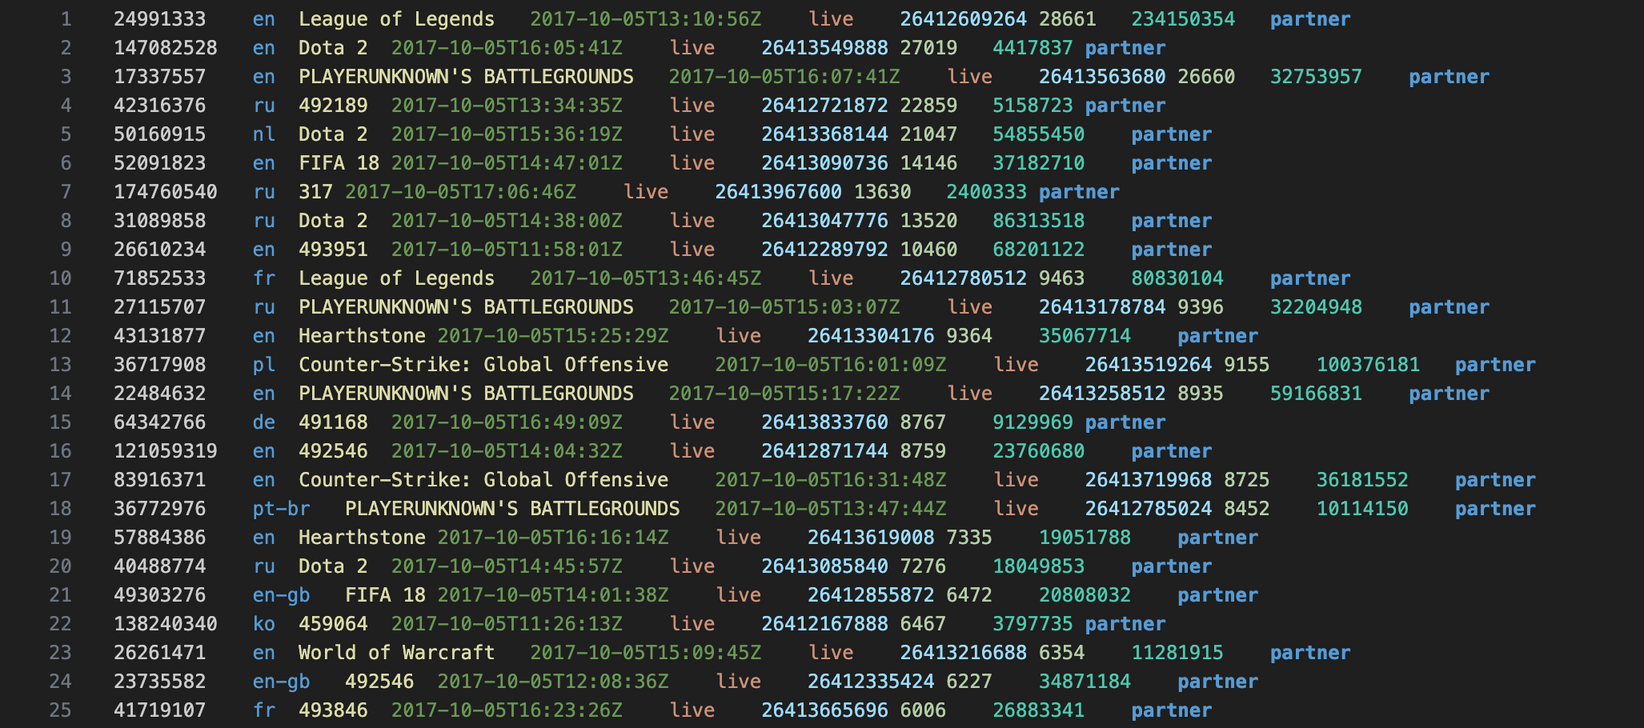 1 24991333 en League of Legends 2017-10-05T13:10:56Z live 26412609264 28661 234150354 partner
2 147082528 en Dota 2 2017-10-05T16:05:41Z live 26413549888 27019 4417837 partner
3 17337557 en PLAYERUNKNOWN'S BATTLEGROUNDS 2017-10-05T16:07:41Z live 26413563680 26660 32753957 partner
4 42316376 ru 492189 2017-10-05T13:34:35Z live 26412721872 22859 5158723 partner
5 50160915 nl Dota 2 2017-10-05T15:36:19Z live 26413368144 21047 54855450 partner
6 52091823 en FIFA 18 2017-10-05T14:47:01Z live 26413090736 14146 37182710 partner
7 174760540 ru 317 2017-10-05T17:06:46Z live 26413967600 13630 2400333 partner
8 31089858 ru Dota 2 2017-10-05T14:38:00Z live 26413047776 13520 86313518 partner
9 26610234 en 493951 2017-10-05T11:58:01Z live 26412289792 10460 68201122 partner
10 71852533 fr League of Legends 2017-10-05T13:46:45Z live 26412780512 9463 80830104 partner
11 27115707 ru PLAYERUNKNOWN'S BATTLEGROUNDS 2017-10-05T15:03:07Z live 26413178784 9396 32204948 partner
12 43131877 en Hearthstone 2017-10-05T15:25:29Z live 26413304176 9364 35067714 partner
13 36717908 pl Counter-Strike: Global Offensive 2017-10-05T16:01:09Z live 26413519264 9155 100376181 partner
14 22484632 en PLAYERUNKNOWN'S BATTLEGROUNDS 2017-10-05T15:17:22Z live 26413258512 8935 59166831 partner
15 64342766 de 491168 2017-10-05T16:49:09Z live 26413833760 8767 9129969 partner
16 121059319 en 492546 2017-10-05T14:04:32Z live 26412871744 8759 23760680 partner
17 83916371 en Counter-Strike: Global Offensive 2017-10-05T16:31:48Z live 26413719968 8725 36181552 partner
18 36772976 pt-br PLAYERUNKNOWN'S BATTLEGROUNDS 2017-10-05T13:47:44Z live 26412785024 8452 10114150 partner
19 57884386 en Hearthstone 2017-10-05T16:16:14Z live 26413619008 7335 19051788 partner
20 40488774 ru Dota 2 2017-10-05T14:45:57Z live 26413085840 7276 18049853 partner
21 49303276 en-gb FIFA 18 2017-10-05T14:01:38Z live 26412855872 6472 20808032 partner
22 138240340 ko 459064 2017-10-05T11:26:13Z live 26412167888 6467 3797735 partner
23 26261471 en World of Warcraft 2017-10-05T15:09:45Z live 26413216688 6354 11281915 partner
24 23735582 en-gb 492546 2017-10-05T12:08:36Z live 26412335424 6227 34871184 partner
25 41719107 fr 493846 2017-10-05T16:23:26Z live 26413665696 6006 26883341 partner